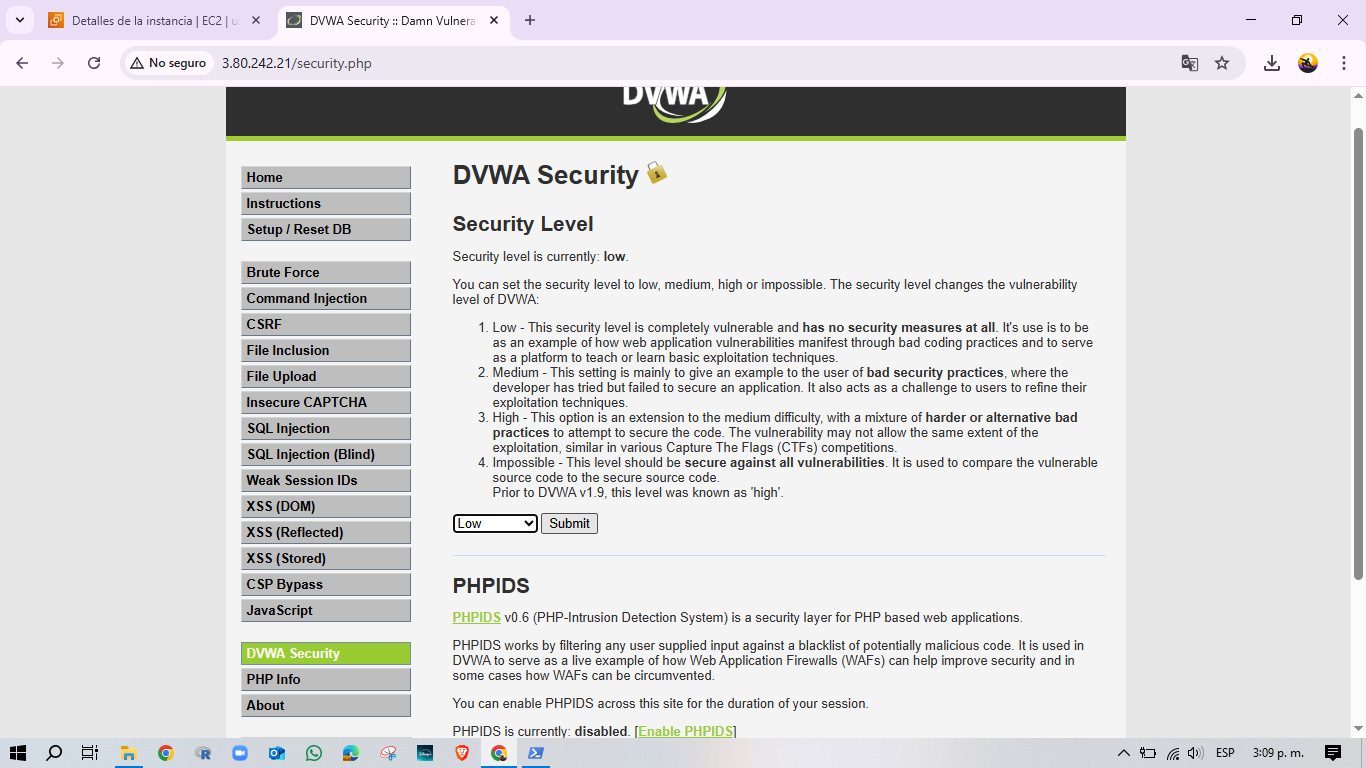 Detalles de la instancia | EC2 | u
DVWA Security :: Damn Vulnera
No seguro
3.80.242.21/security.php
DVWA
Home
Instructions
Setup / Reset DB
Brute Force
Command Injection
CSRF
File Inclusion
File Upload
Insecure CAPTCHA
SQL Injection
SQL Injection (Blind)
Weak Session IDs
XSS (DOM)
XSS (Reflected)
XSS (Stored)
CSP Bypass
JavaScript
DVWA Security
PHP Info
About
DVWA Security
Security Level
Security level is currently: low.
You can set the security level to low, medium, high or impossible. The security level changes the vulnerability
level of DVWA:
1. Low - This security level is completely vulnerable and has no security measures at all. It's use is to be
as an example of how web application vulnerabilities manifest through bad coding practices and to serve
as a platform to teach or learn basic exploitation techniques.
2. Medium - This setting is mainly to give an example to the user of bad security practices, where the
developer has tried but failed to secure an application. It also acts as a challenge to users to refine their
exploitation techniques.
3. High - This option is an extension to the medium difficulty, with a mixture of harder or alternative bad
practices to attempt to secure the code. The vulnerability may not allow the same extent of the
exploitation, similar in various Capture The Flags (CTFs) competitions.
4. Impossible - This level should be secure against all vulnerabilities. It is used to compare the vulnerable
source code to the secure source code.
Prior to DVWA v1.9, this level was known as 'high'.
Low
Submit
PHPIDS
PHPIDS v0.6 (PHP-Intrusion Detection System) is a security layer for PHP based web applications.
PHPIDS works by filtering any user supplied input against a blacklist of potentially malicious code. It is used in
DVWA to serve as a live example of how Web Application Firewalls (WAFs) can help improve security and in
some cases how WAFs can be circumvented.
You can enable PHPIDS across this site for the duration of your session.
PHPIDS is currently: disabled. [Enable PHPIDS]
ESP
3:09 p. m.